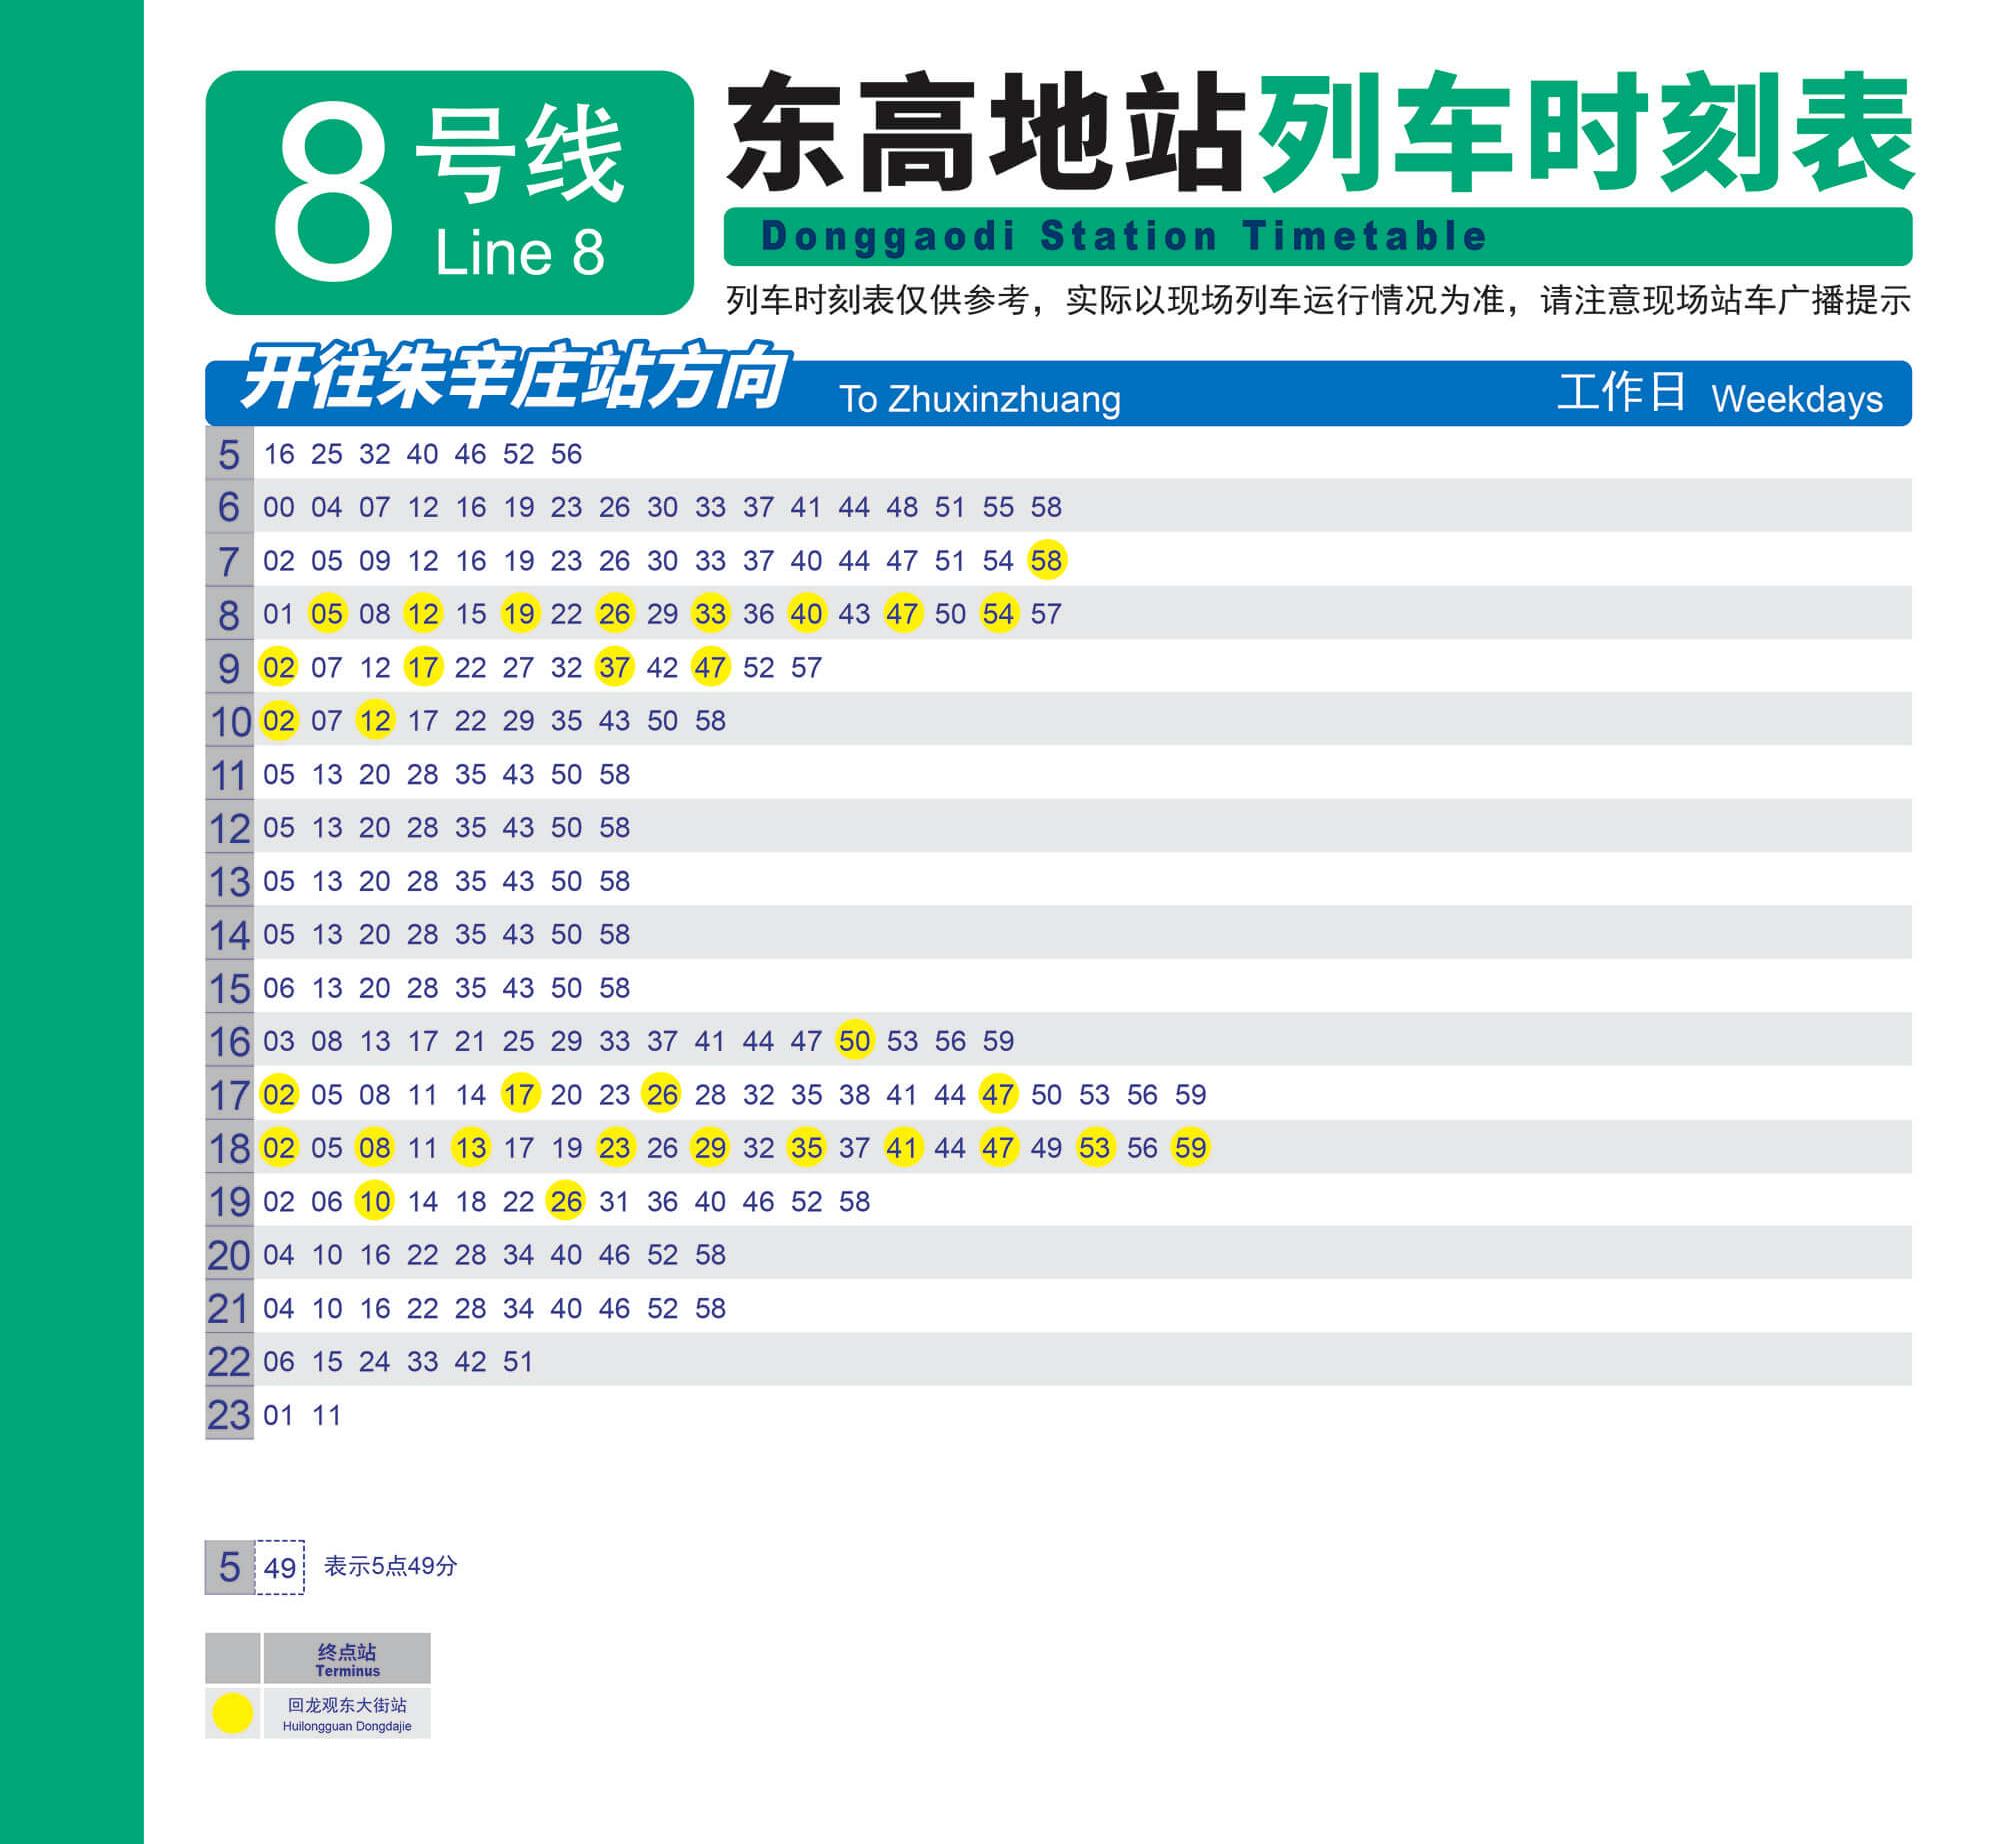 8号线
Line 8
东高地站列车时刻表
Donggaodi Station Timetable
列车时刻表仅供参考，实际以现场列车运行情况为准，请注意现场站车广播提示
开往朱辛庄站方向 To Zhuxinzhuang 工作日 Weekdays
5 16 25 32 40 46 52 56
6 00 04 07 12 16 19 23 26 30 33 37 41 44 48 51 55 58
7 02 05 09 12 16 19 23 26 30 33 37 40 44 47 51 54 58
8 01 05 08 12 15 19 22 26 29 33 36 40 43 47 50 54 57
9 02 07 12 17 22 27 32 37 42 47 52 57
10 02 07 12 17 22 29 35 43 50 58
11 05 13 20 28 35 43 50 58
12 05 13 20 28 35 43 50 58
13 05 13 20 28 35 43 50 58
14 05 13 20 28 35 43 50 58
15 06 13 20 28 35 43 50 58
16 03 08 13 17 21 25 29 33 37 41 44 47 50 53 56 59
17 02 05 08 11 14 17 20 23 26 28 32 35 38 41 44 47 50 53 56 59
18 02 05 08 11 13 17 19 23 26 29 32 35 37 41 44 47 49 53 56 59
19 02 06 10 14 18 22 26 31 36 40 46 52 58
20 04 10 16 22 28 34 40 46 52 58
21 04 10 16 22 28 34 40 46 52 58
22 06 15 24 33 42 51
23 01 11
5 49 表示5点49分
终点站
Terminus
回龙观东大街站
Huilongguan Dongdajie